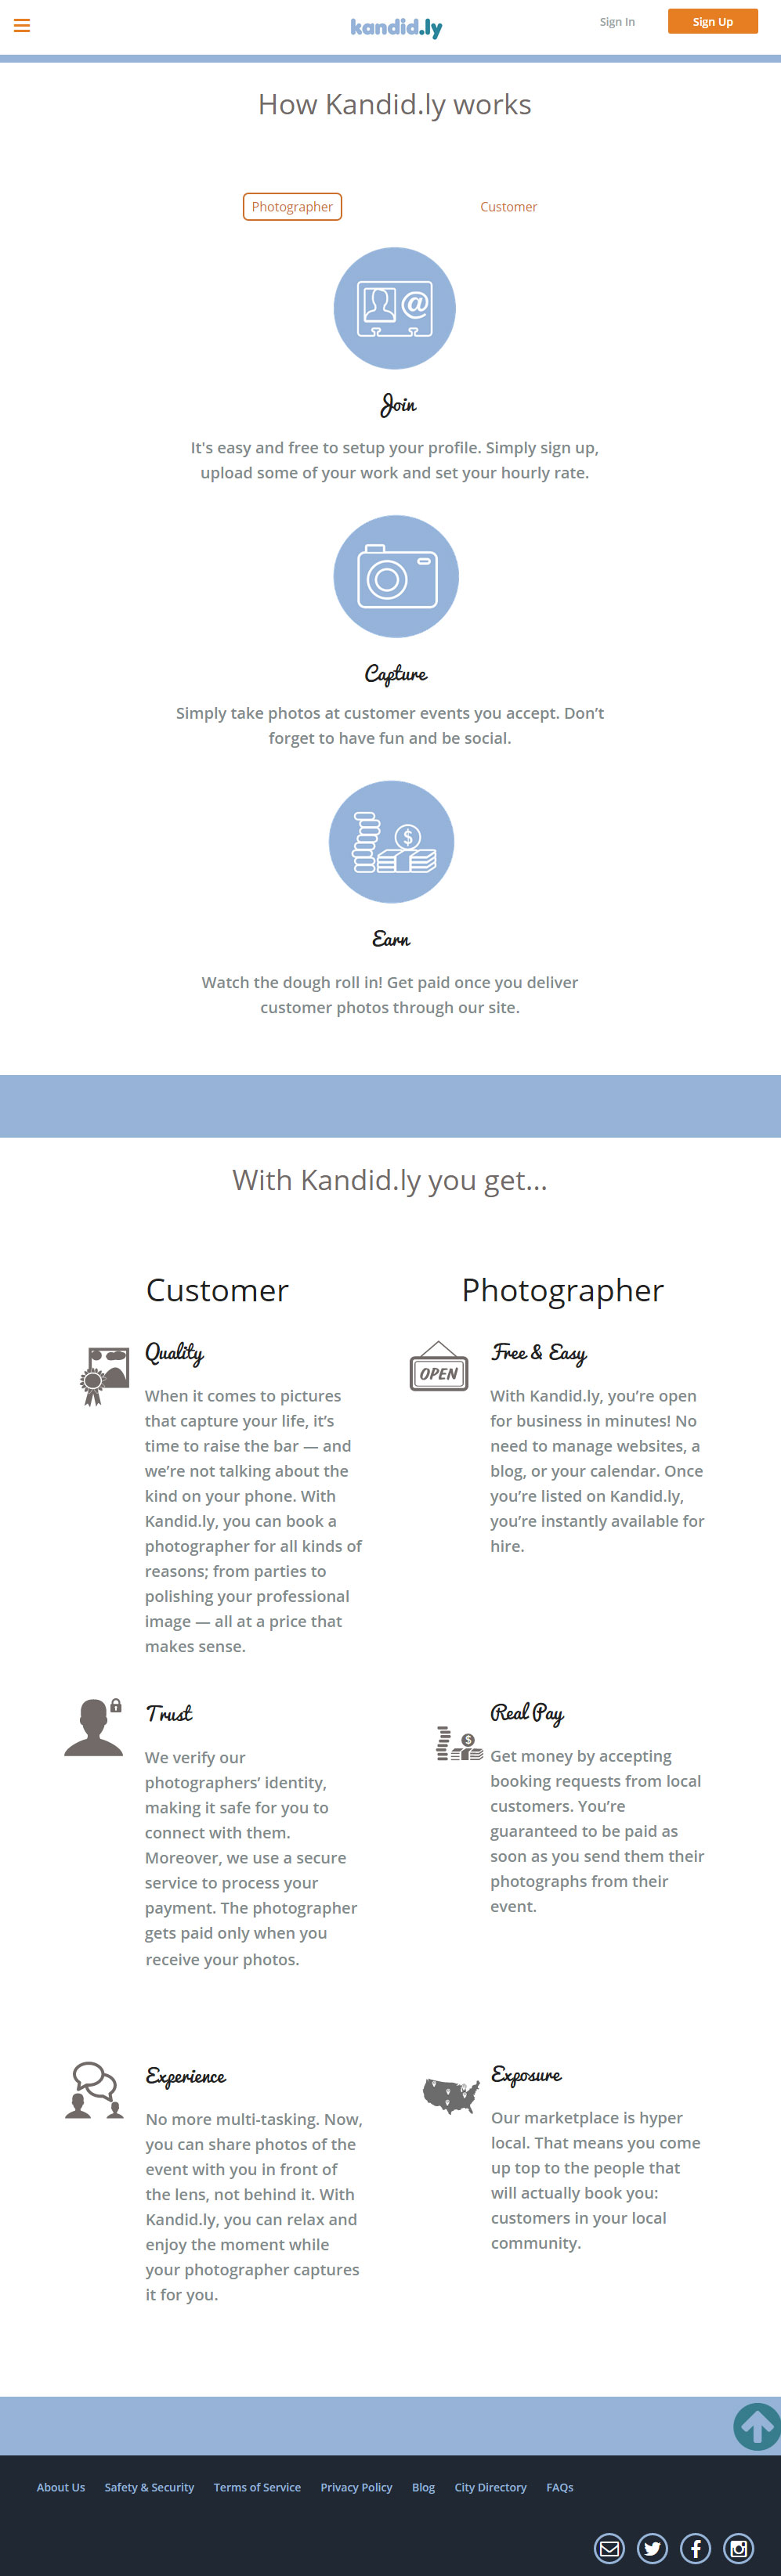 kandid.ly
Sign In
Sign Up
How Kandid.ly works
Photographer
Customer
@
Join
It's easy and free to setup your profile. Simply sign up,
upload some of your work and set your hourly rate.
Capture
Simply take photos at customer events you accept. Don’t
forget to have fun and be social.
$
Earn
Watch the dough roll in! Get paid once you deliver
customer photos through our site.
With Kandid.ly you get...
Customer
Quality
When it comes to pictures
that capture your life, it’s
time to raise the bar — and
we’re not talking about the
kind on your phone. With
Kandid.ly, you can book a
photographer for all kinds of
reasons; from parties to
polishing your professional
image — all at a price that
makes sense.
Trust
We verify our
photographers’ identity,
making it safe for you to
connect with them.
Moreover, we use a secure
service to process your
payment. The photographer
gets paid only when you
receive your photos.
Experience
No more multi-tasking. Now,
you can share photos of the
event with you in front of
the lens, not behind it. With
Kandid.ly, you can relax and
enjoy the moment while
your photographer captures
it for you.
Photographer
OPEN
Free & Easy
With Kandid.ly, you’re open
for business in minutes! No
need to manage websites, a
blog, or your calendar. Once
you’re listed on Kandid.ly,
you’re instantly available for
hire.
$
Real Pay
Get money by accepting
booking requests from local
customers. You’re
guaranteed to be paid as
soon as you send them their
photographs from their
event.
Exposure
Our marketplace is hyper
local. That means you come
up top to the people that
will actually book you:
customers in your local
community.
About Us
Safety & Security
Terms of Service
Privacy Policy
Blog
City Directory
FAQs